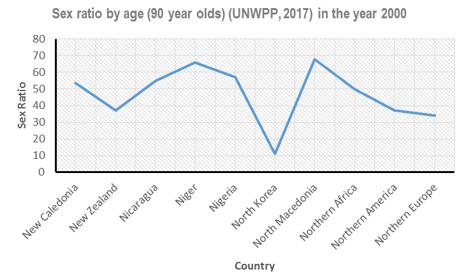 Sex ratio by age (90 year olds) (UNWPP, 2017) in the year 2000
80
70
60
50
40
30
20
10
0
Sex Ratio
New Caledonia
New Zealand
Nicaragua
Niger
Nigeria
North Korea
North Macedonia
Northern Africa
Northern America
Northern Europe
Country